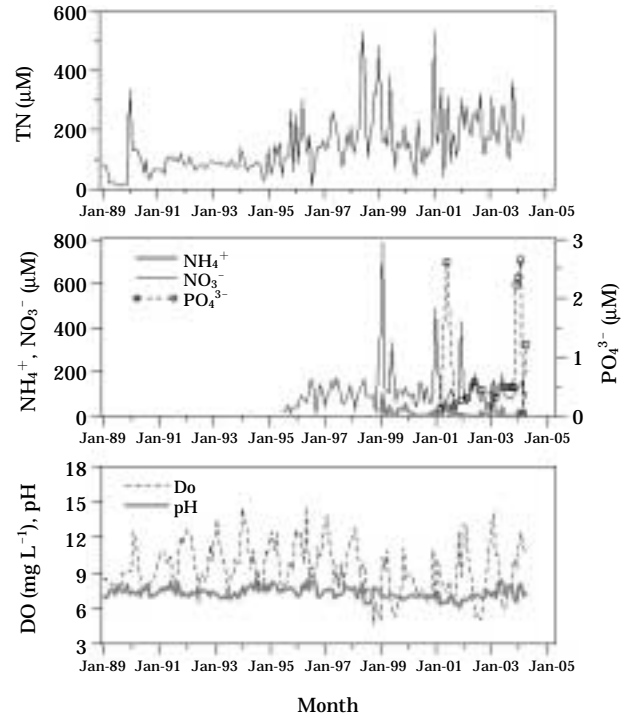 600
400
200
0
TN (μM)
Jan-89 Jan-91 Jan-93 Jan-95 Jan-97 Jan-99 Jan-01 Jan-03 Jan-05
800
600
400
200
0
NH₄⁺, NO₃⁻ (μM)
NH₄⁺
NO₃⁻
PO₄³⁻
3
2
1
0
PO₄³⁻ (μM)
Jan-89 Jan-91 Jan-93 Jan-95 Jan-97 Jan-99 Jan-01 Jan-03 Jan-05
18
15
12
9
6
3
DO (mg L⁻¹), pH
Do
pH
Jan-89 Jan-91 Jan-93 Jan-95 Jan-97 Jan-99 Jan-01 Jan-03 Jan-05
Month